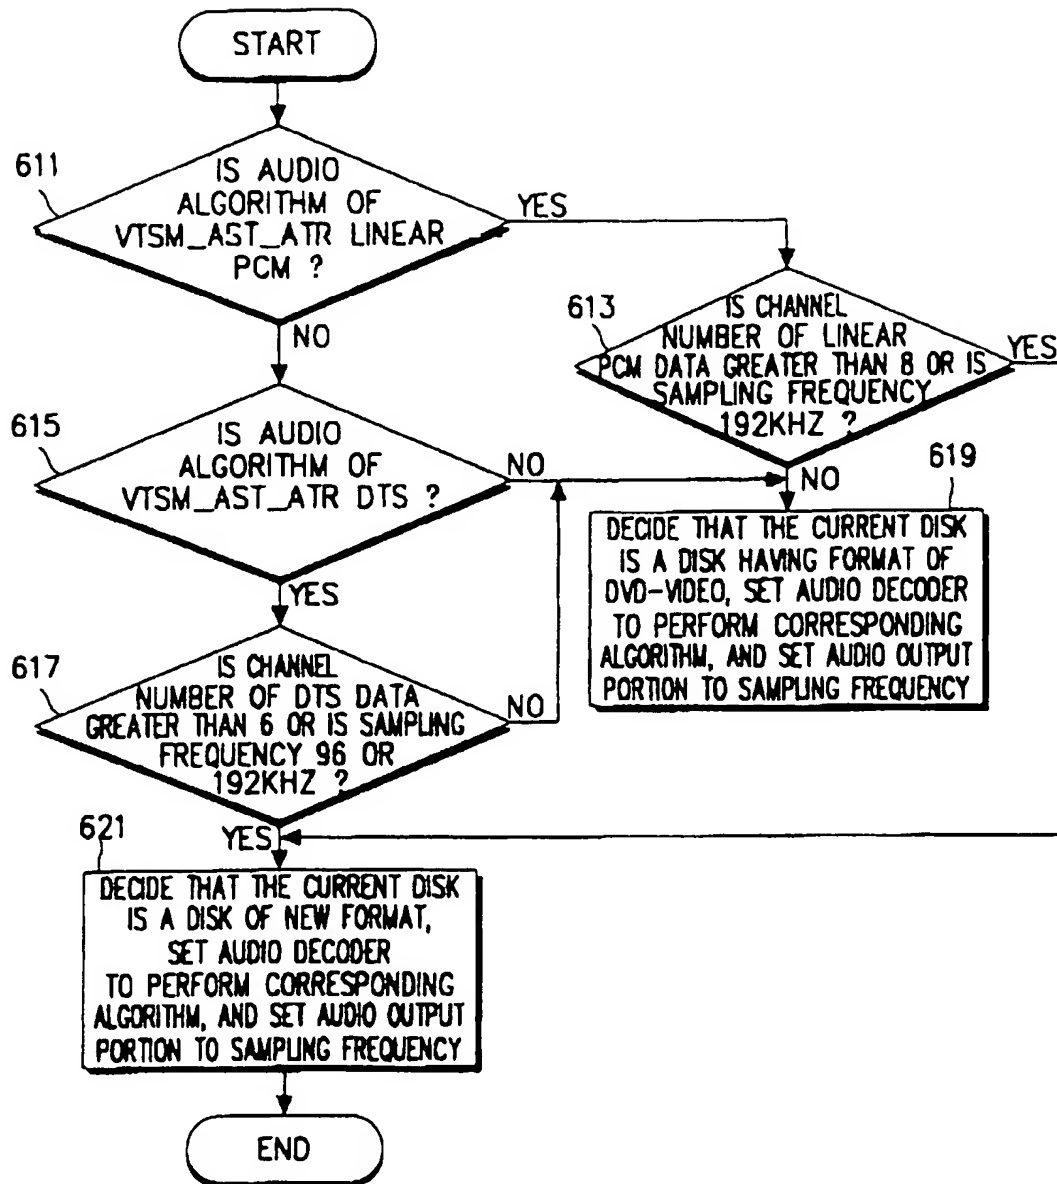 START
611
IS AUDIO
ALGORITHM OF
VTSM_AST_ATR LINEAR
PCM ?
YES
NO
613
IS CHANNEL
NUMBER OF LINEAR
PCM DATA GREATER THAN 8 OR IS
SAMPLING FREQUENCY
192KHZ ?
YES
NO
615
IS AUDIO
ALGORITHM OF
VTSM_AST_ATR DTS ?
NO
YES
619
DECIDE THAT THE CURRENT DISK
IS A DISK HAVING FORMAT OF
DVD-VIDEO, SET AUDIO DECODER
TO PERFORM CORRESPONDING
ALGORITHM, AND SET AUDIO OUTPUT
PORTION TO SAMPLING FREQUENCY
617
IS CHANNEL
NUMBER OF DTS DATA
GREATER THAN 6 OR IS SAMPLING
FREQUENCY 96 OR
192KHZ ?
NO
YES
621
DECIDE THAT THE CURRENT DISK
IS A DISK OF NEW FORMAT,
SET AUDIO DECODER
TO PERFORM CORRESPONDING
ALGORITHM, AND SET AUDIO OUTPUT
PORTION TO SAMPLING FREQUENCY
END